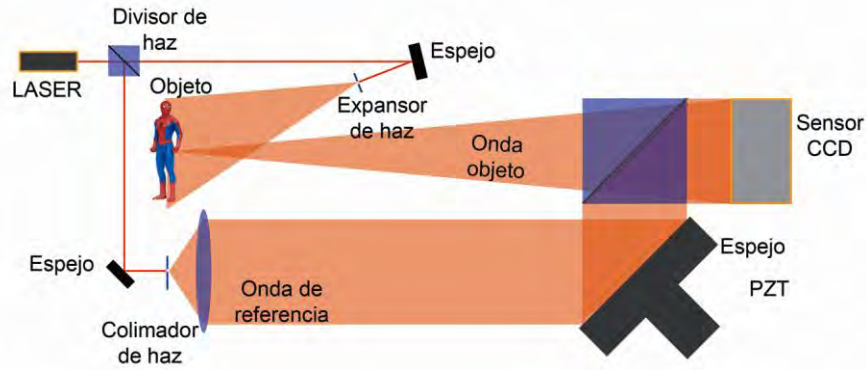 Divisor de
haz
LASER
Objeto
Espejo
Expansor
de haz
Onda
objeto
Sensor
CCD
Espejo
Colimador
de haz
Onda de
referencia
Espejo
PZT